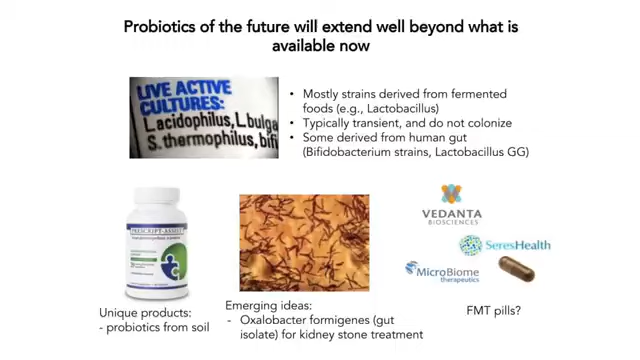 Probiotics of the future will extend well beyond what is
available now
LIVE ACTIVE
CULTURES:
L. acidophilus, L. bulga
S. thermophilus, bifi
• Mostly strains derived from fermented
foods (e.g., Lactobacillus)
• Typically transient, and do not colonize
• Some derived from human gut
(Bifidobacterium strains, Lactobacillus GG)
PRESCRIPT-ASSIST
Unique products:
- probiotics from soil
Emerging ideas:
- Oxalobacter formigenes (gut
isolate) for kidney stone treatment
VEDANTA
BIOSCIENCES
SeresHealth
MicroBiome
therapeutics
FMT pills?